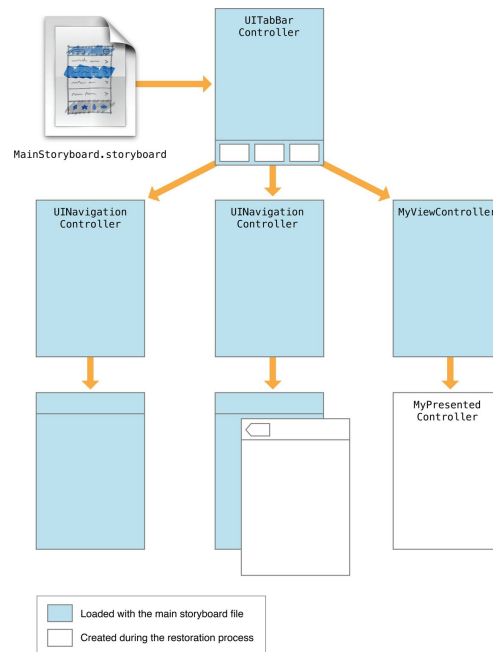 UITabBar
Controller
MainStoryboard.storyboard
UINavigation
Controller
UINavigation
Controller
MyViewController
MyPresented
Controller
Loaded with the main storyboard file
Created during the restoration process